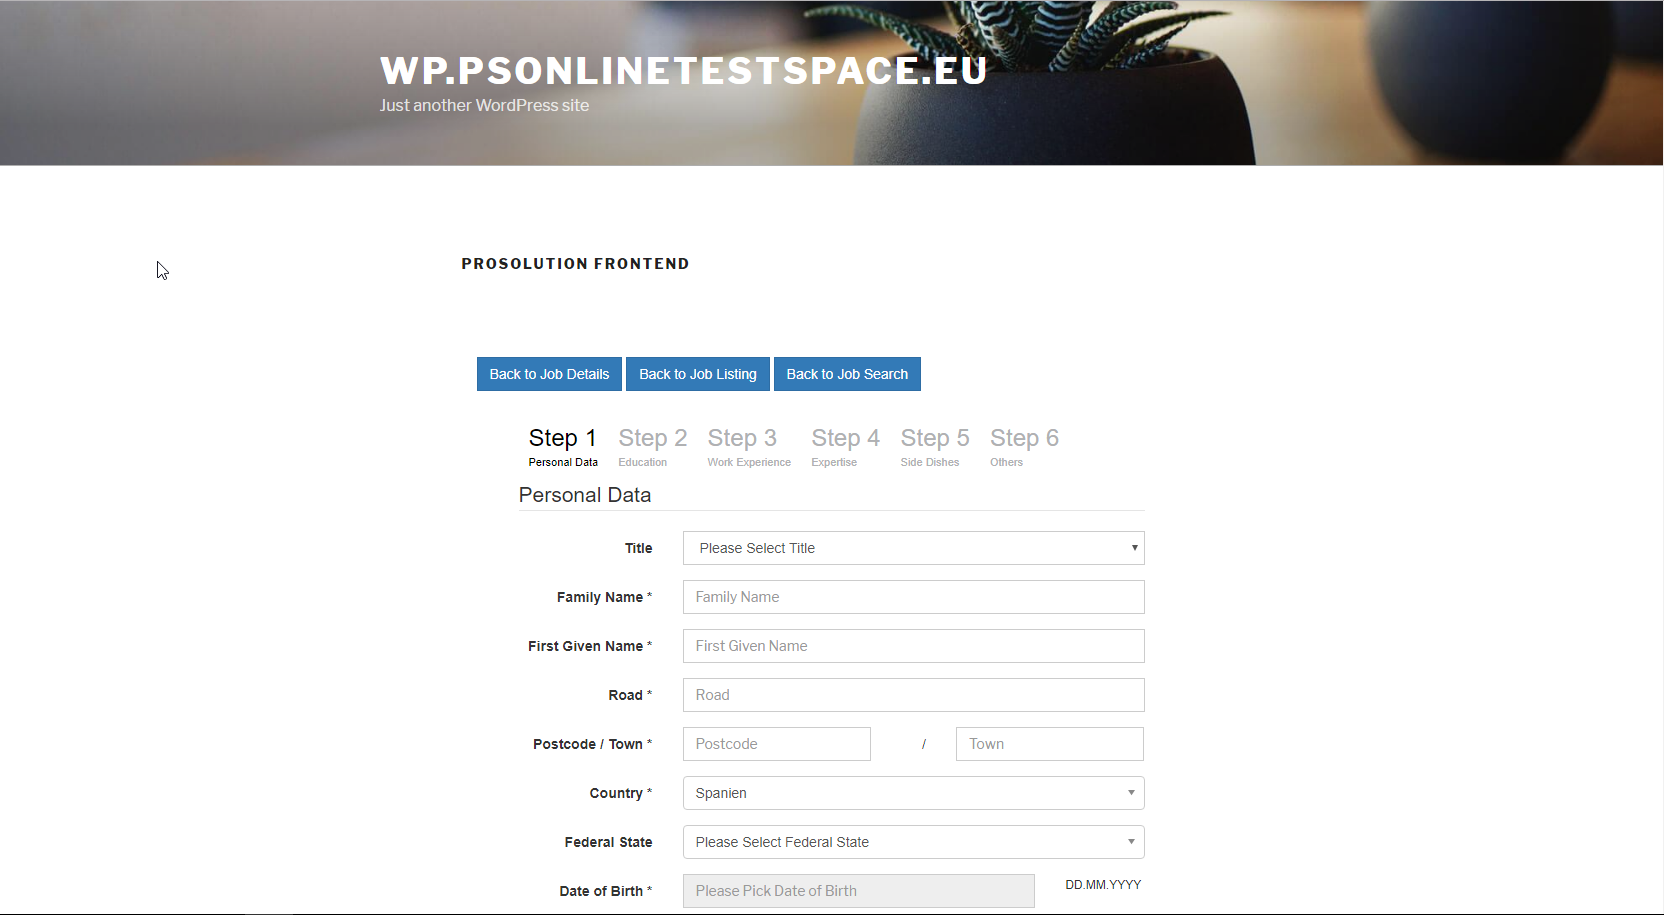 WP.PSONLINETESTSPACE.EU
Just another WordPress site
PROSOLUTION FRONTEND
Back to Job Details Back to Job Listing Back to Job Search
Step 1 Step 2 Step 3 Step 4 Step 5 Step 6
Personal Data Education Work Experience Expertise Side Dishes Others
Personal Data
Title Please Select Title
Family Name * Family Name
First Given Name * First Given Name
Road * Road
Postcode / Town * Postcode / Town
Country * Spanien
Federal State Please Select Federal State
Date of Birth * Please Pick Date of Birth DD.MM.YYYY